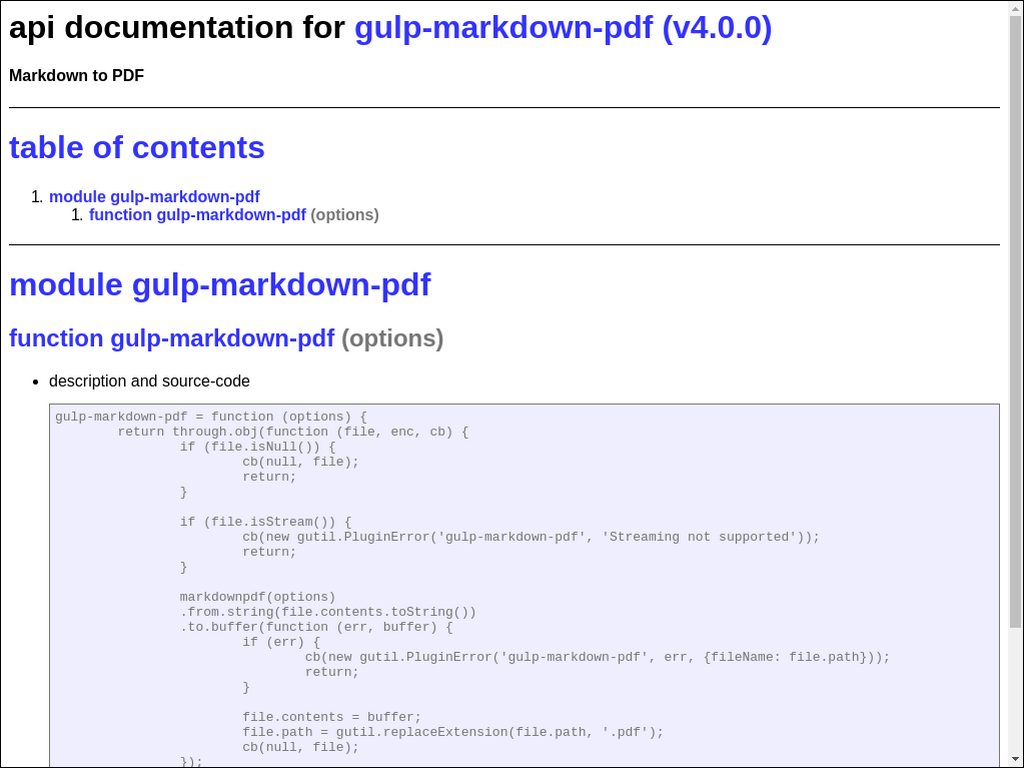 api documentation for gulp-markdown-pdf (v4.0.0)
Markdown to PDF
table of contents
1. module gulp-markdown-pdf
1. function gulp-markdown-pdf (options)
module gulp-markdown-pdf
function gulp-markdown-pdf (options)
• description and source-code
gulp-markdown-pdf = function (options) {
        return through.obj(function (file, enc, cb) {
                if (file.isNull()) {
                        cb(null, file);
                        return;
                }

                if (file.isStream()) {
                        cb(new gutil.PluginError('gulp-markdown-pdf', 'Streaming not supported'));
                        return;
                }

                markdownpdf(options)
                .from.string(file.contents.toString())
                .to.buffer(function (err, buffer) {
                        if (err) {
                                cb(new gutil.PluginError('gulp-markdown-pdf', err, {fileName: file.path}));
                                return;
                        }

                        file.contents = buffer;
                        file.path = gutil.replaceExtension(file.path, '.pdf');
                        cb(null, file);
                });